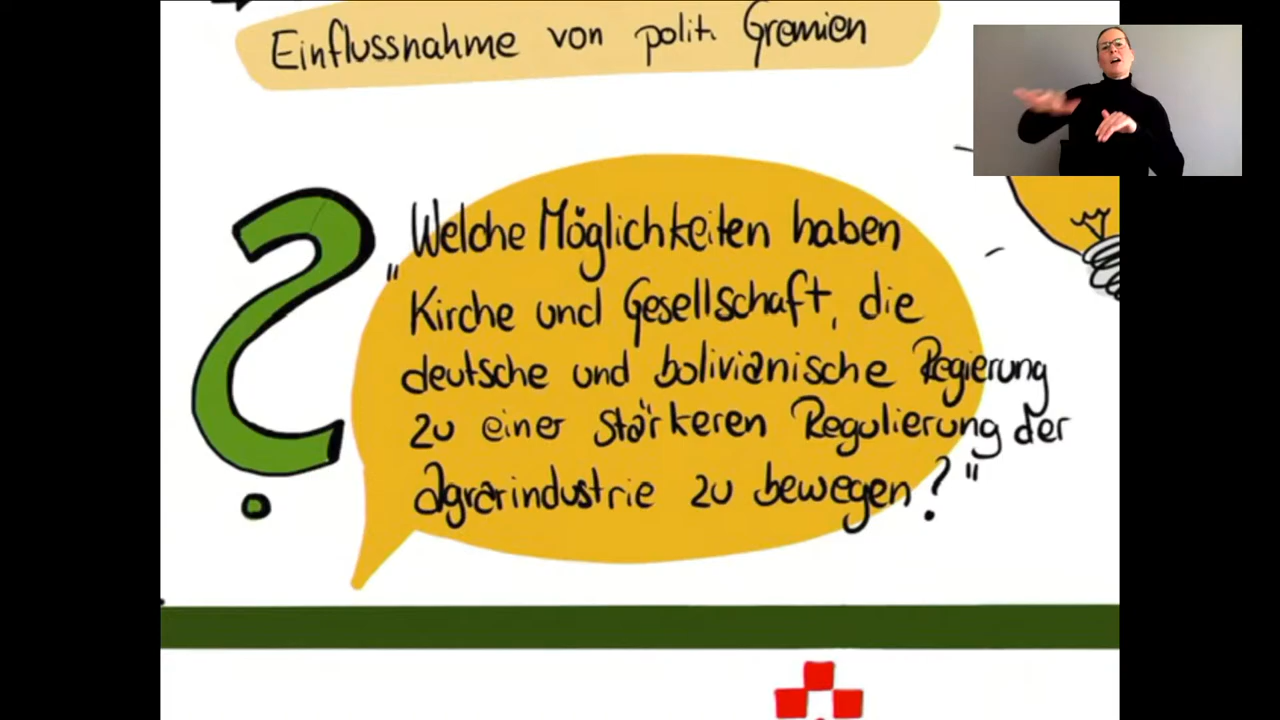 Einflussnahme von polit. Gremien
"Welche Möglichkeiten haben
Kirche und Gesellschaft, die
deutsche und bolivianische Regierung
zu einer stärkeren Regulierung der
Agrarindustrie zu bewegen?"